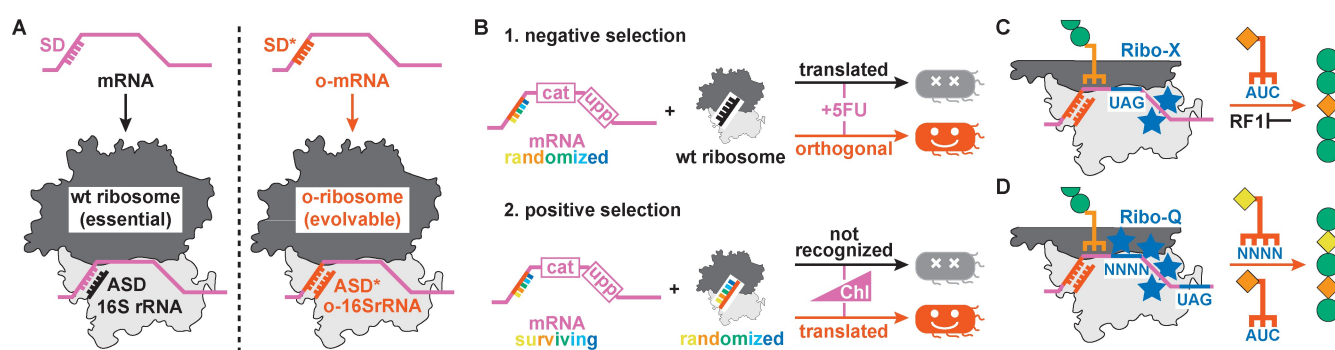 A
SD
mRNA
wt ribosome
(essential)
ASD
16S rRNA
SD*
o-mRNA
o-ribosome
(evolvable)
ASD*
o-16SrRNA
B
1. negative selection
cat
upp
mRNA
randomized
+
wt ribosome
translated
+5FU
orthogonal
2. positive selection
cat
upp
mRNA
surviving
+
randomized
not
recognized
Chl
translated
C
Ribo-X
UAG
AUC
RF1
D
Ribo-Q
NNNN
UAG
NNNN
AUC